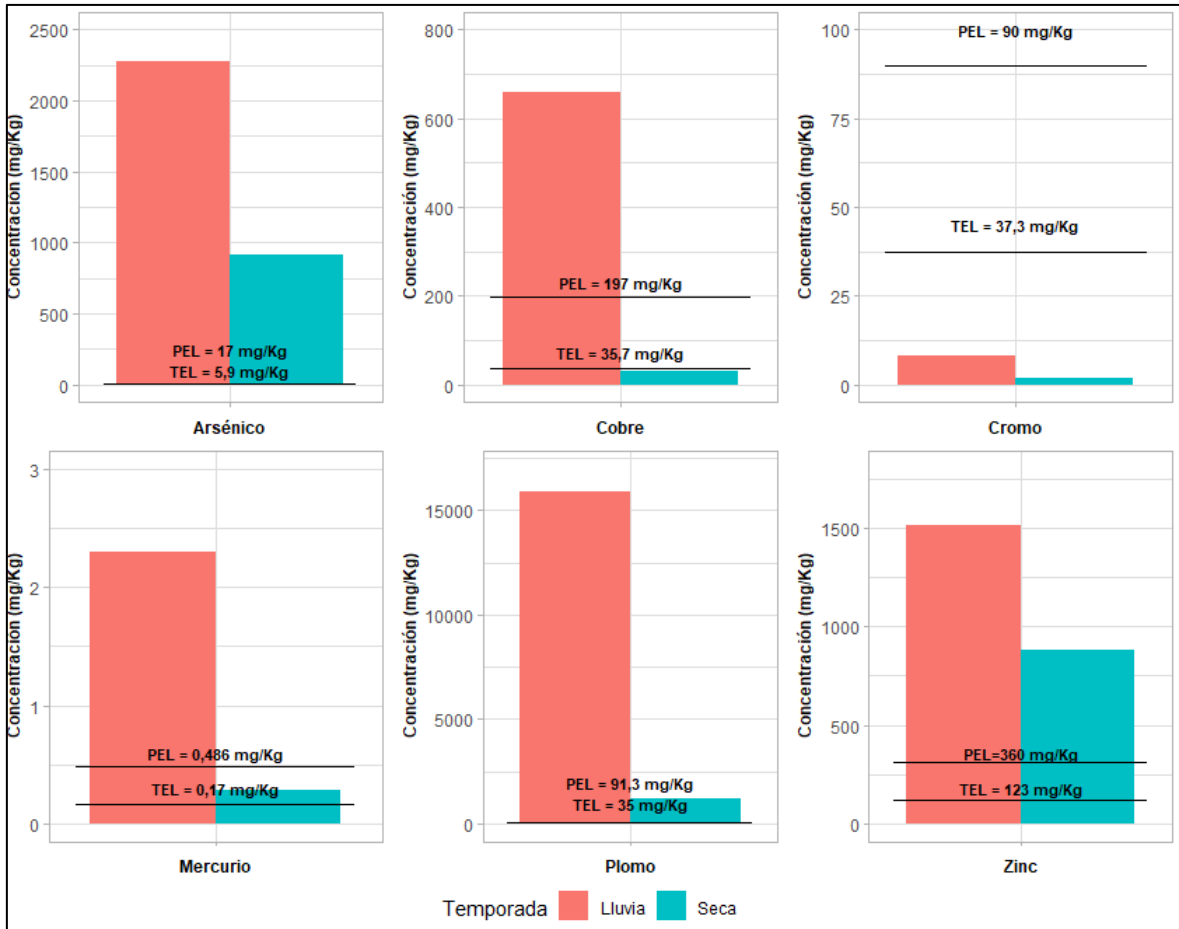 Concentración (mg/Kg)
2500
2000
1500
1000
500
0
PEL = 17 mg/Kg
TEL = 5,9 mg/Kg
Arsénico
Concentración (mg/Kg)
800
600
400
200
0
PEL = 197 mg/Kg
TEL = 35,7 mg/Kg
Cobre
Concentración (mg/Kg)
100
75
50
25
0
PEL = 90 mg/Kg
TEL = 37,3 mg/Kg
Cromo
Concentración (mg/Kg)
3
2
1
0
PEL = 0,486 mg/Kg
TEL = 0,17 mg/Kg
Mercurio
Concentración (mg/Kg)
15000
10000
5000
0
PEL = 91,3 mg/Kg
TEL = 35 mg/Kg
Plomo
Concentración (mg/Kg)
1500
1000
500
0
PEL=360 mg/Kg
TEL = 123 mg/Kg
Zinc
Temporada Lluvia Seca